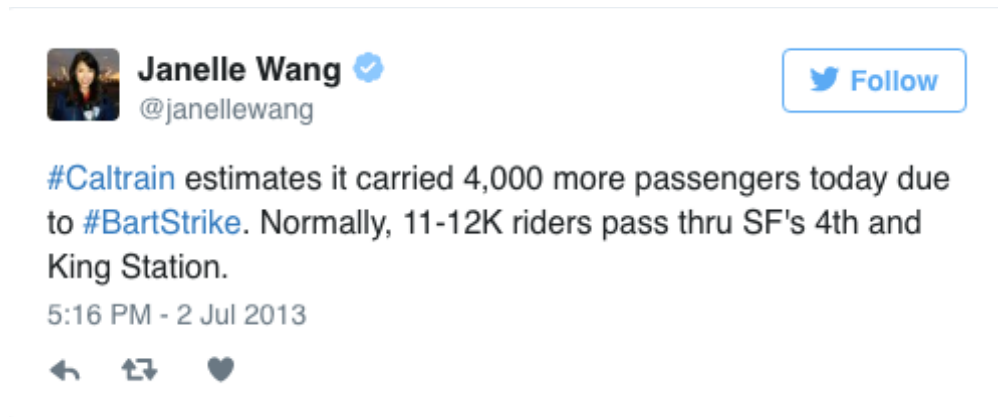 Janelle Wang
@janellewang
Follow
#Caltrain estimates it carried 4,000 more passengers today due
to #BartStrike. Normally, 11-12K riders pass thru SF's 4th and
King Station.
5:16 PM - 2 Jul 2013